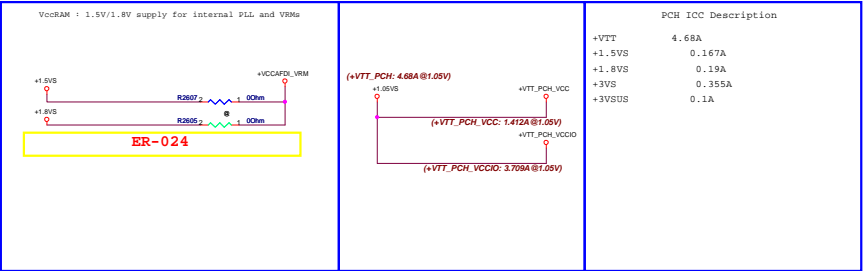 VccRAM : 1.5V/1.8V supply for internal PLL and VRMs
+VCCAFDI_VRM
+1.5VS
R2607 2 1 0Ohm
@
+1.8VS
R2605 2 1 0Ohm
ER-024
(+VTT_PCH: 4.68A@1.05V)
+1.05VS
+VTT_PCH_VCC
(+VTT_PCH_VCC: 1.412A@1.05V)
+VTT_PCH_VCCIO
(+VTT_PCH_VCCIO: 3.709A@1.05V)
PCH ICC Description
+VTT 4.68A
+1.5VS 0.167A
+1.8VS 0.19A
+3VS 0.355A
+3VSUS 0.1A